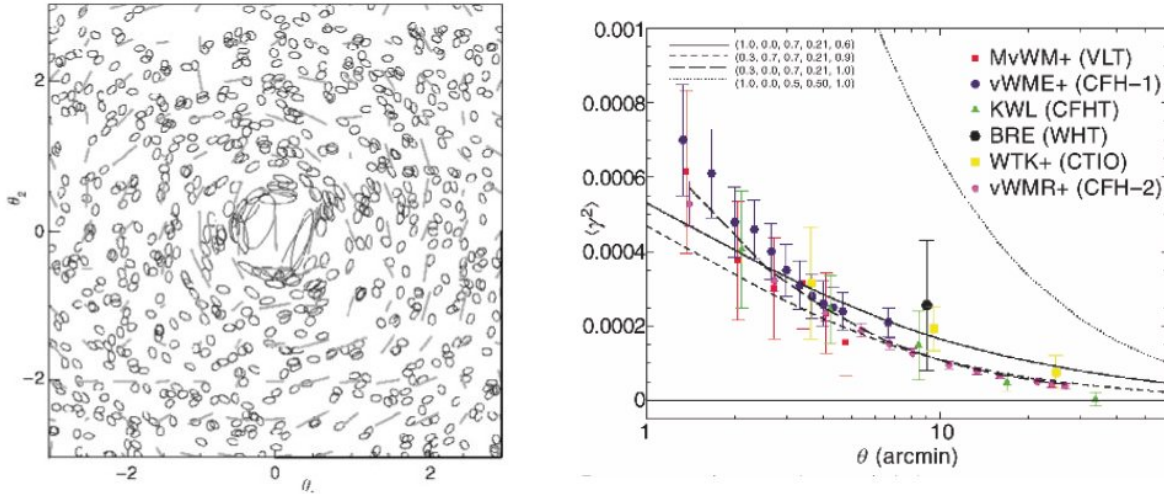 2
0
−2
θ2
−2
0
2
θ
0.001
0.0008
0.0006
0.0004
0.0002
0
⟨γ²⟩
(1.0, 0.0, 0.7, 0.21, 0.6)
(0.3, 0.7, 0.7, 0.21, 0.9)
(0.3, 0.0, 0.7, 0.21, 1.0)
(1.0, 0.0, 0.5, 0.50, 1.0)
MvWM+ (VLT)
vWME+ (CFH−1)
KWL (CFHT)
BRE (WHT)
WTK+ (CTIO)
vWMR+ (CFH−2)
1
10
θ (arcmin)